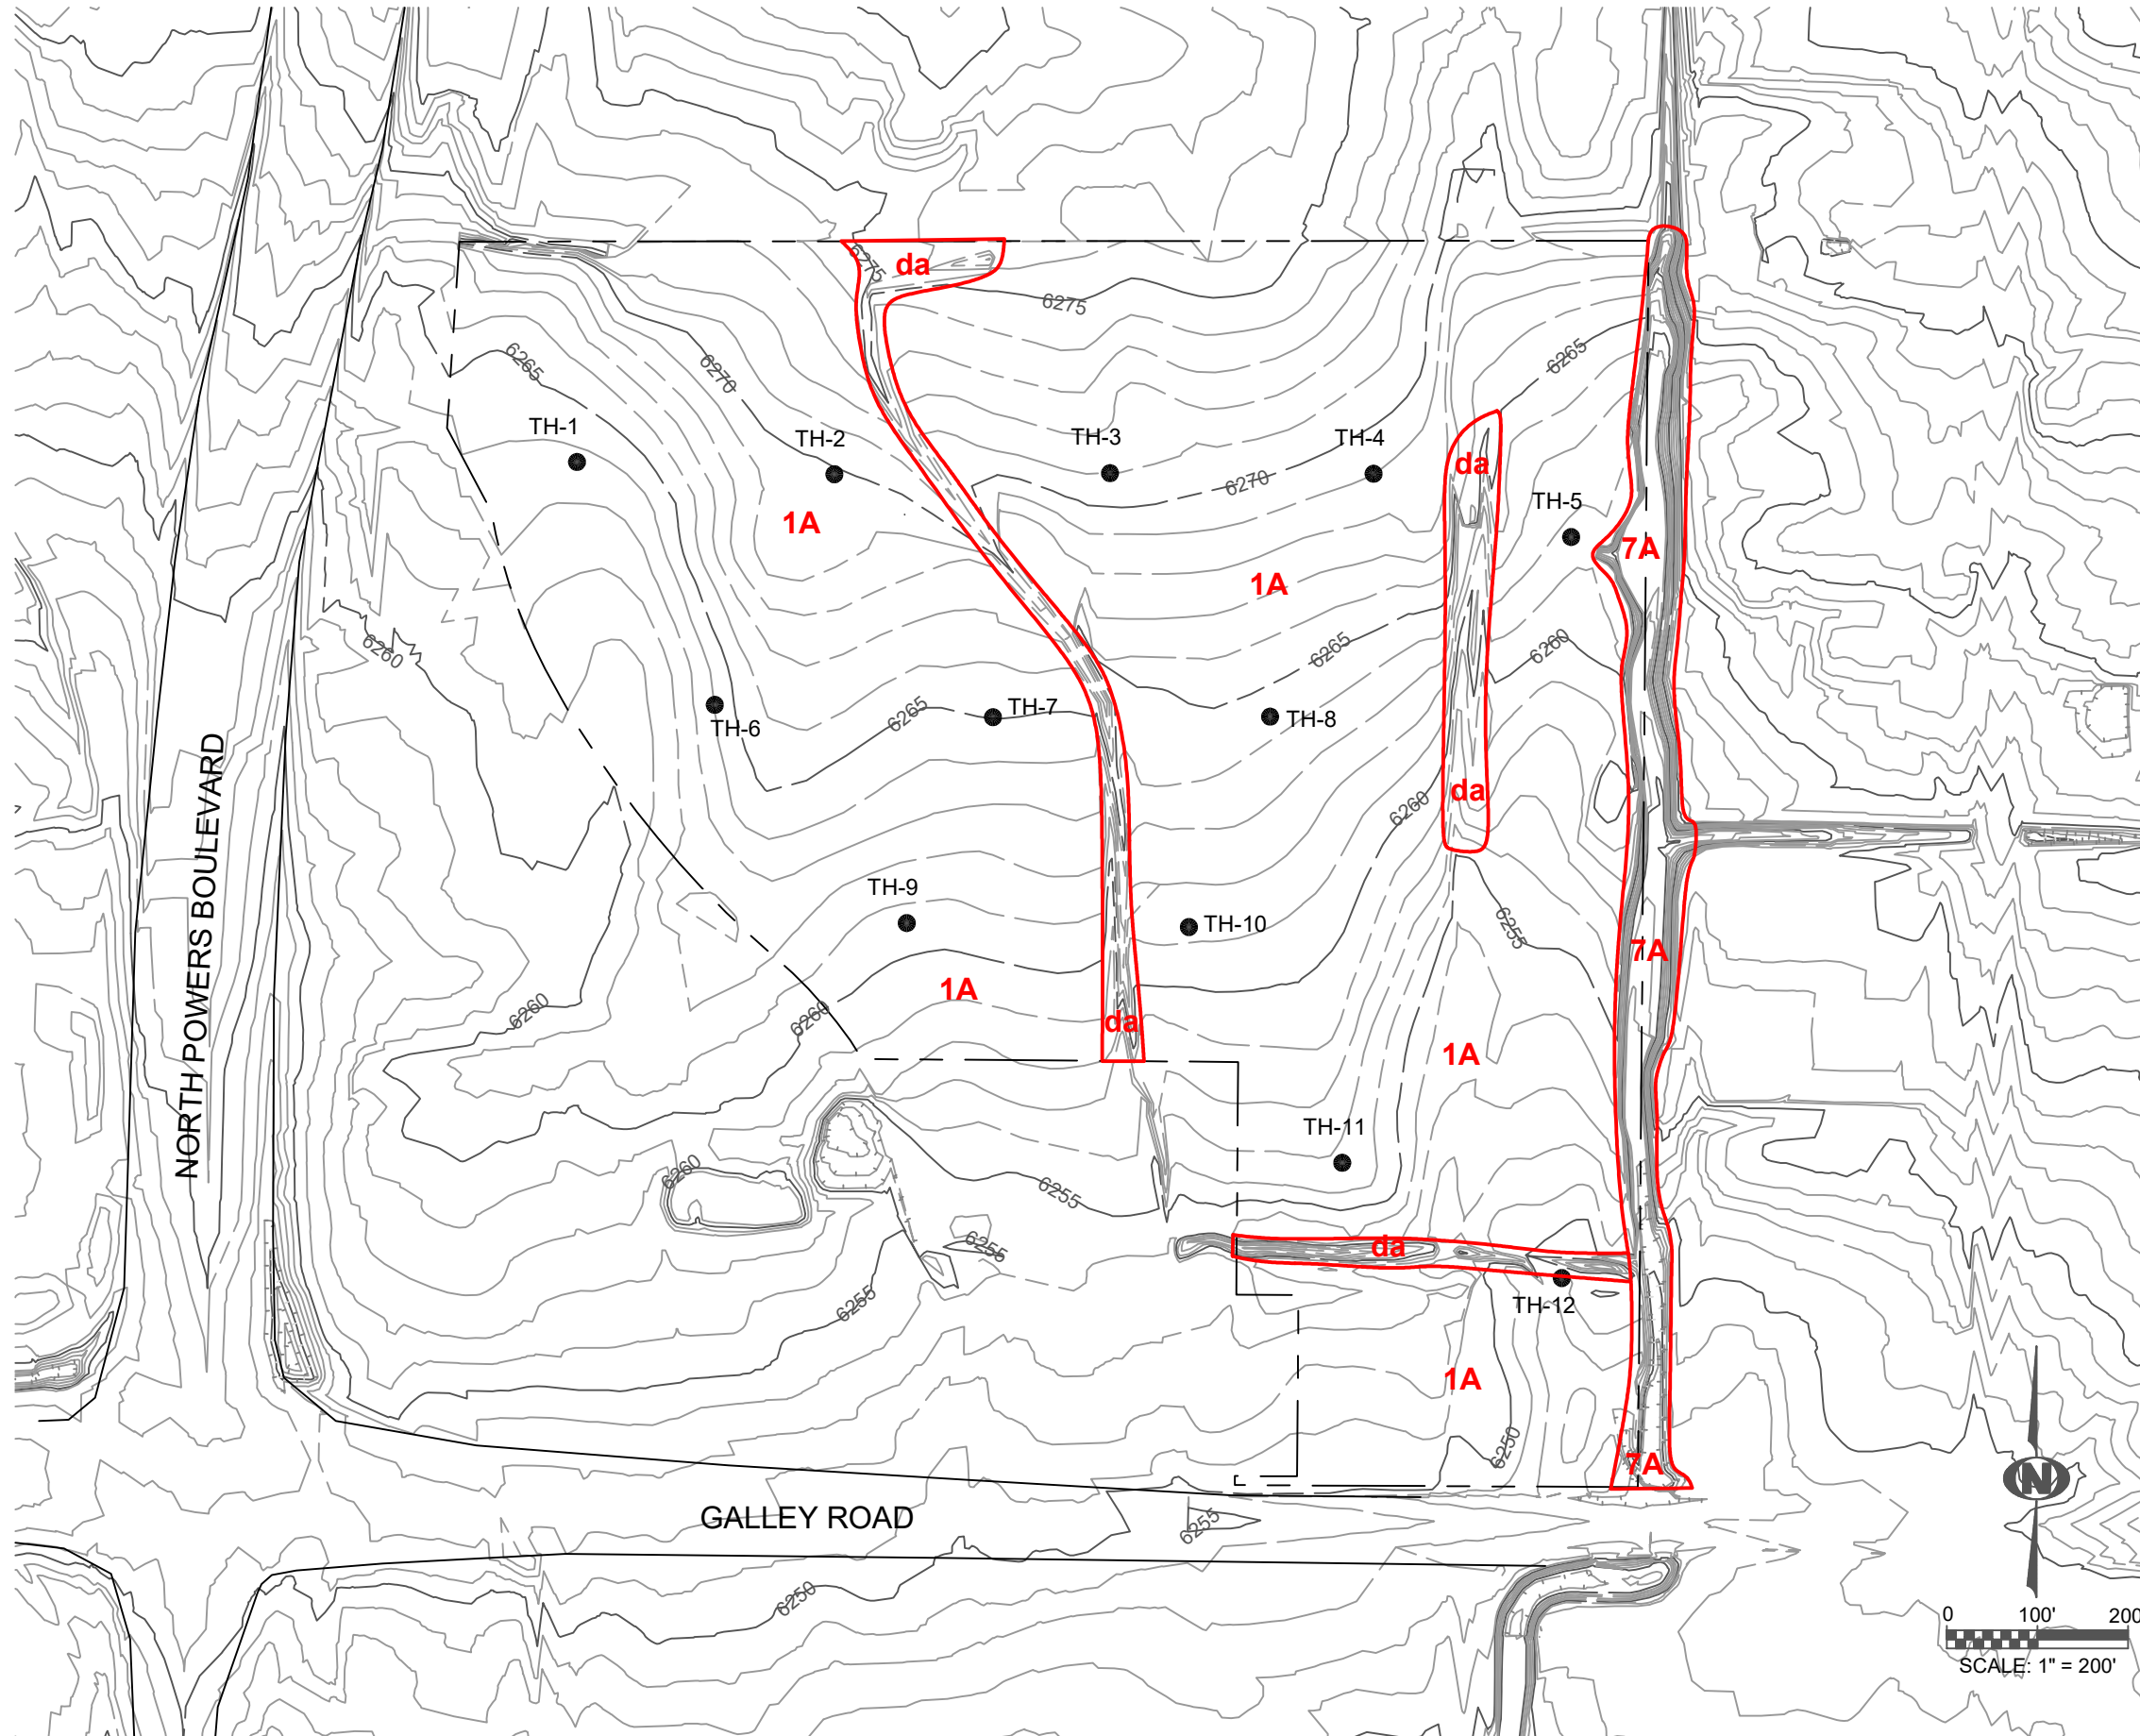 da
6275
6275
6265
6270
6265
TH-1
TH-2
TH-3
TH-4
da
6270
TH-5
1A
7A
1A
6260
6265
6260
6265
TH-7
TH-8
TH-6
da
6260
NORTH POWERS BOULEVARD
TH-9
TH-10
6255
7A
1A
6260
6260
da
1A
TH-11
6260
6255
6255
da
6255
TH-12
1A
6250
7A
N
GALLEY ROAD
6255
6250
0 100' 200
SCALE: 1" = 200'